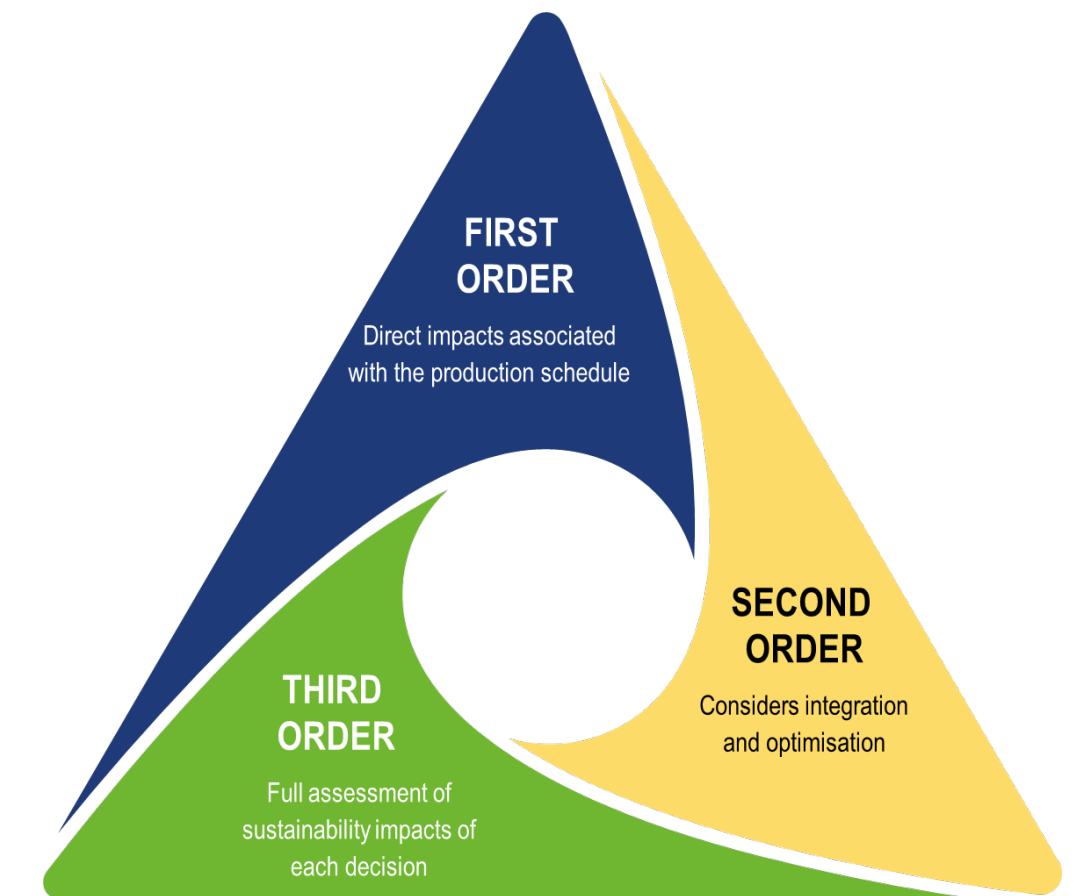 FIRST
ORDER
Direct impacts associated
with the production schedule
SECOND
ORDER
Considers integration
and optimisation
THIRD
ORDER
Full assessment of
sustainability impacts of
each decision